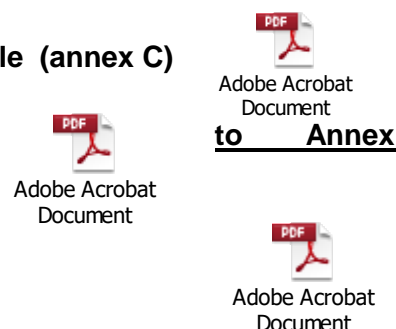 PDF
le (annex C)
Adobe Acrobat
Document
to Annex
PDF
Adobe Acrobat
Document
PDF
Adobe Acrobat
Document